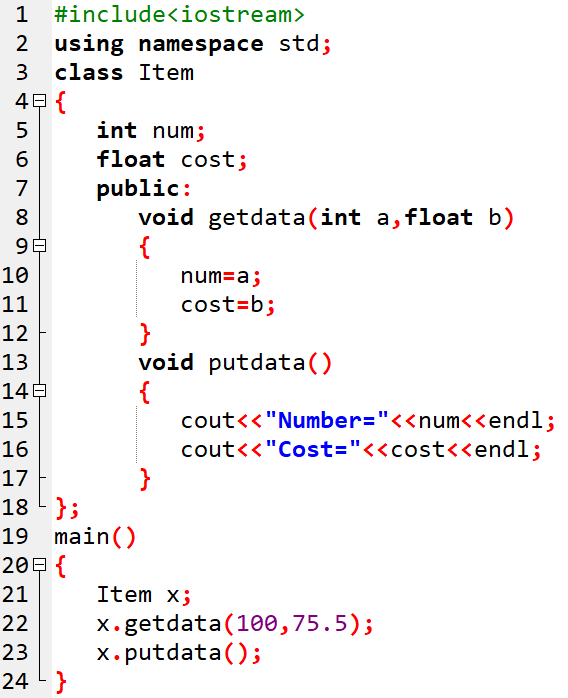 1 #include<iostream>
2 using namespace std;
3 class Item
4 {
5 int num;
6 float cost;
7 public:
8 void getdata(int a,float b)
9 {
10 num=a;
11 cost=b;
12 }
13 void putdata()
14 {
15 cout<<"Number="<<num<<endl;
16 cout<<"Cost="<<cost<<endl;
17 }
18 };
19 main()
20 {
21 Item x;
22 x.getdata(100,75.5);
23 x.putdata();
24 }